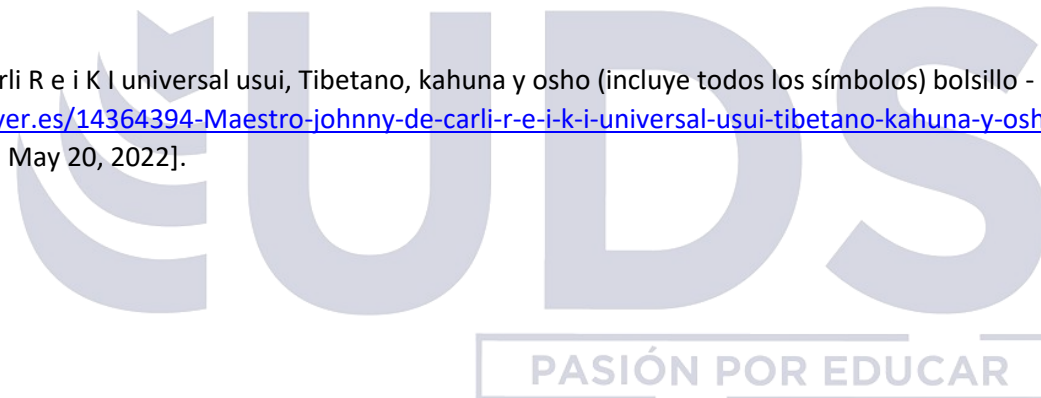 rli R e i K I universal usui, Tibetano, kahuna y osho (incluye todos los símbolos) bolsillo -
ver.es/14364394-Maestro-johnny-de-carli-r-e-i-k-i-universal-usui-tibetano-kahuna-y-osh
May 20, 2022].
UDS
PASIÓN POR EDUCAR